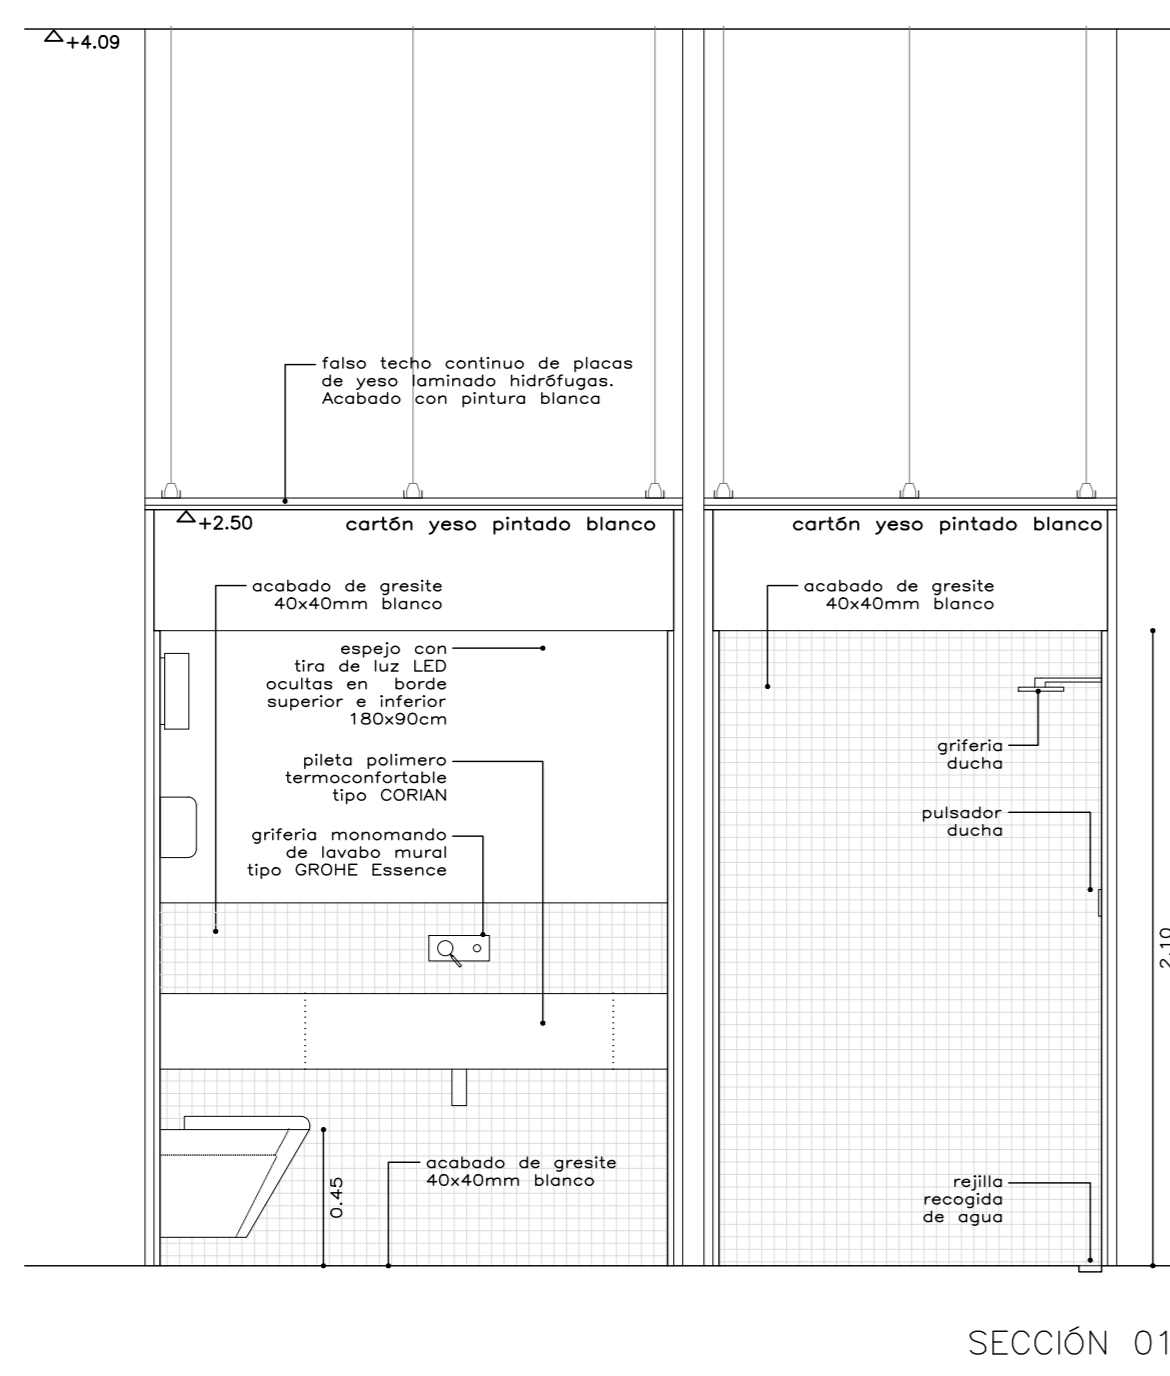 +4.09
falso techo continuo de placas
de yeso laminado hidrófugas.
Acabado con pintura blanca
+2.50
cartón yeso pintado blanco
cartón yeso pintado blanco
acabado de gresite
40x40mm blanco
acabado de gresite
40x40mm blanco
espejo con
tira de luz LED
ocultas en borde
superior e inferior
180x90cm
pileta polimero
termoconfortable
tipo CORIAN
griferia monomando
de lavabo mural
tipo GROHE Essence
griferia
ducha
pulsador
ducha
2.10
acabado de gresite
40x40mm blanco
0.45
rejilla
recogida
de agua
SECCIÓN 01